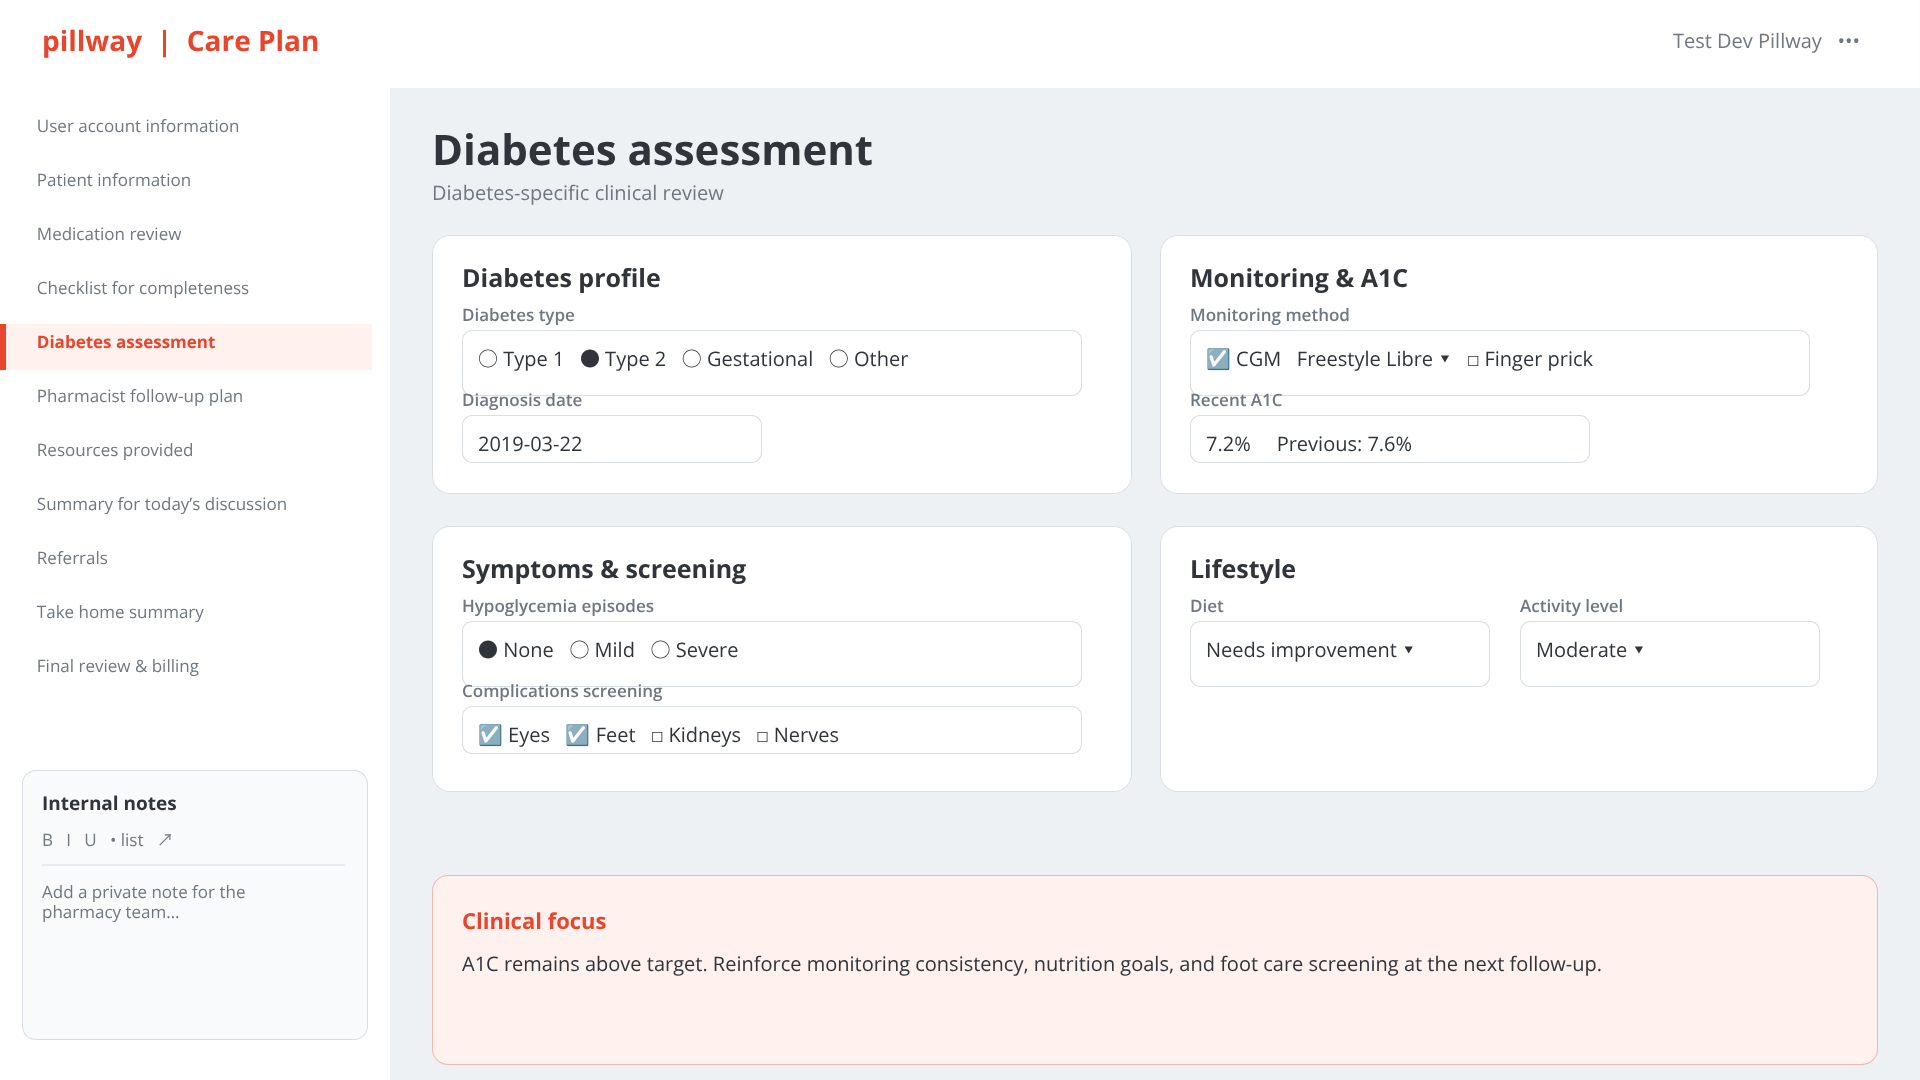 pillway | Care Plan
Test Dev Pillway •••
User account information
Patient information
Medication review
Checklist for completeness
Diabetes assessment
Pharmacist follow-up plan
Resources provided
Summary for today’s discussion
Referrals
Take home summary
Final review & billing
Internal notes
B I U • list ↗
Add a private note for the
pharmacy team...
Diabetes assessment
Diabetes-specific clinical review
Diabetes profile
Diabetes type
○ Type 1 ● Type 2 ○ Gestational ○ Other
Diagnosis date
2019-03-22
Monitoring & A1C
Monitoring method
☑ CGM Freestyle Libre ▾ □ Finger prick
Recent A1C
7.2% Previous: 7.6%
Symptoms & screening
Hypoglycemia episodes
● None ○ Mild ○ Severe
Complications screening
☑ Eyes ☑ Feet □ Kidneys □ Nerves
Lifestyle
Diet
Needs improvement ▾
Activity level
Moderate ▾
Clinical focus
A1C remains above target. Reinforce monitoring consistency, nutrition goals, and foot care screening at the next follow-up.